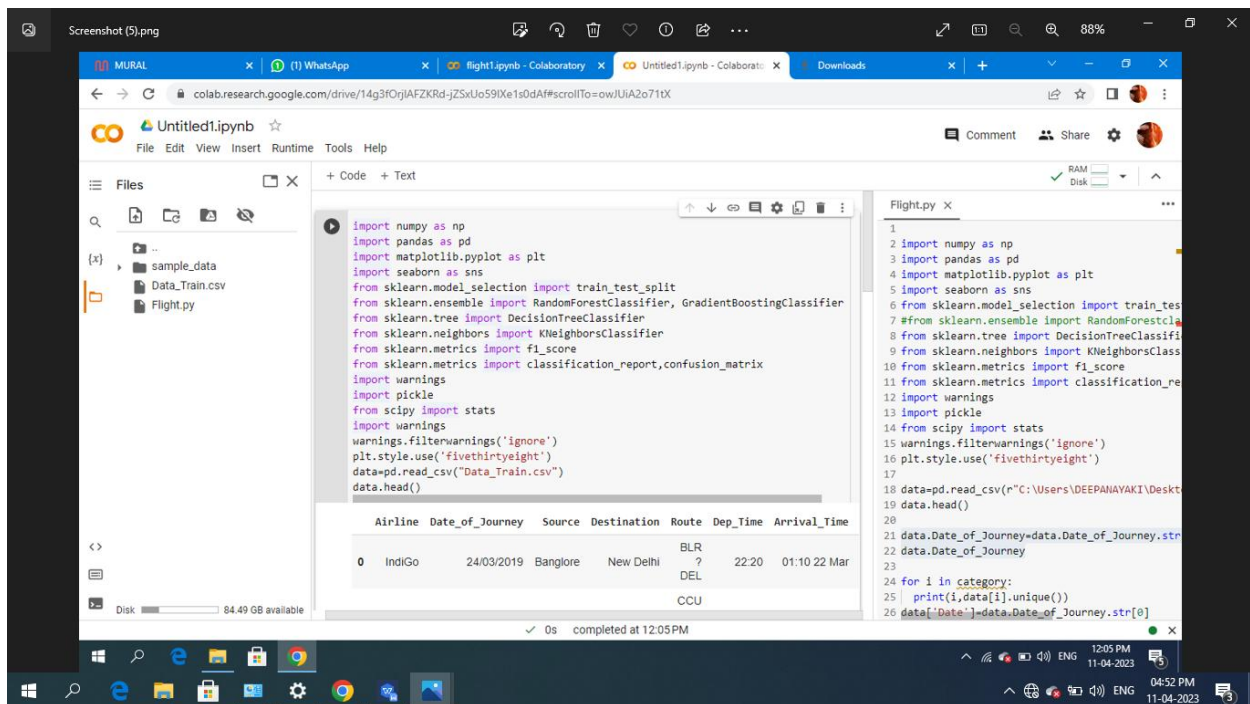 Screenshot (5).png
88%
MURAL
(1) WhatsApp
flight1.ipynb - Colaboratory
Untitled1.ipynb - Colaborato
Downloads
colab.research.google.com/drive/14g3fOrjlAFZKRd-jZSxUo59IXe1s0dAf#scrollTo=owJUiA2o71tX
Untitled1.ipynb
File Edit View Insert Runtime Tools Help
Comment
Share
Files
+ Code + Text
RAM
Disk
..
sample_data
Data_Train.csv
Flight.py
{x}
Disk 84.49 GB available
import numpy as np
import pandas as pd
import matplotlib.pyplot as plt
import seaborn as sns
from sklearn.model_selection import train_test_split
from sklearn.ensemble import RandomForestClassifier, GradientBoostingClassifier
from sklearn.tree import DecisionTreeClassifier
from sklearn.neighbors import KNeighborsClassifier
from sklearn.metrics import f1_score
from sklearn.metrics import classification_report,confusion_matrix
import warnings
import pickle
from scipy import stats
import warnings
warnings.filterwarnings('ignore')
plt.style.use('fivethirtyeight')
data=pd.read_csv("Data_Train.csv")
data.head()
Airline Date_of_Journey Source Destination Route Dep_Time Arrival_Time
0 IndiGo 24/03/2019 Banglore New Delhi BLR ? DEL 22:20 01:10 22 Mar
CCU
Flight.py
1
2 import numpy as np
3 import pandas as pd
4 import matplotlib.pyplot as plt
5 import seaborn as sns
6 from sklearn.model_selection import train_tes
7 #from sklearn.ensemble import RandomForestcla
8 from sklearn.tree import DecisionTreeClassifi
9 from sklearn.neighbors import KNeighborsClass
10 from sklearn.metrics import f1_score
11 from sklearn.metrics import classification_re
12 import warnings
13 import pickle
14 from scipy import stats
15 warnings.filterwarnings('ignore')
16 plt.style.use('fivethirtyeight')
17
18 data=pd.read_csv(r"C:\Users\DEEPANAYAKI\Deskt
19 data.head()
20
21 data.Date_of_Journey=data.Date_of_Journey.str
22 data.Date_of_Journey
23
24 for i in category:
25 print(i,data[i].unique())
26 data['Date']=data.Date_of_Journey.str[0]
0s completed at 12:05 PM
ENG
12:05 PM
11-04-2023
5
ENG
04:52 PM
11-04-2023
3